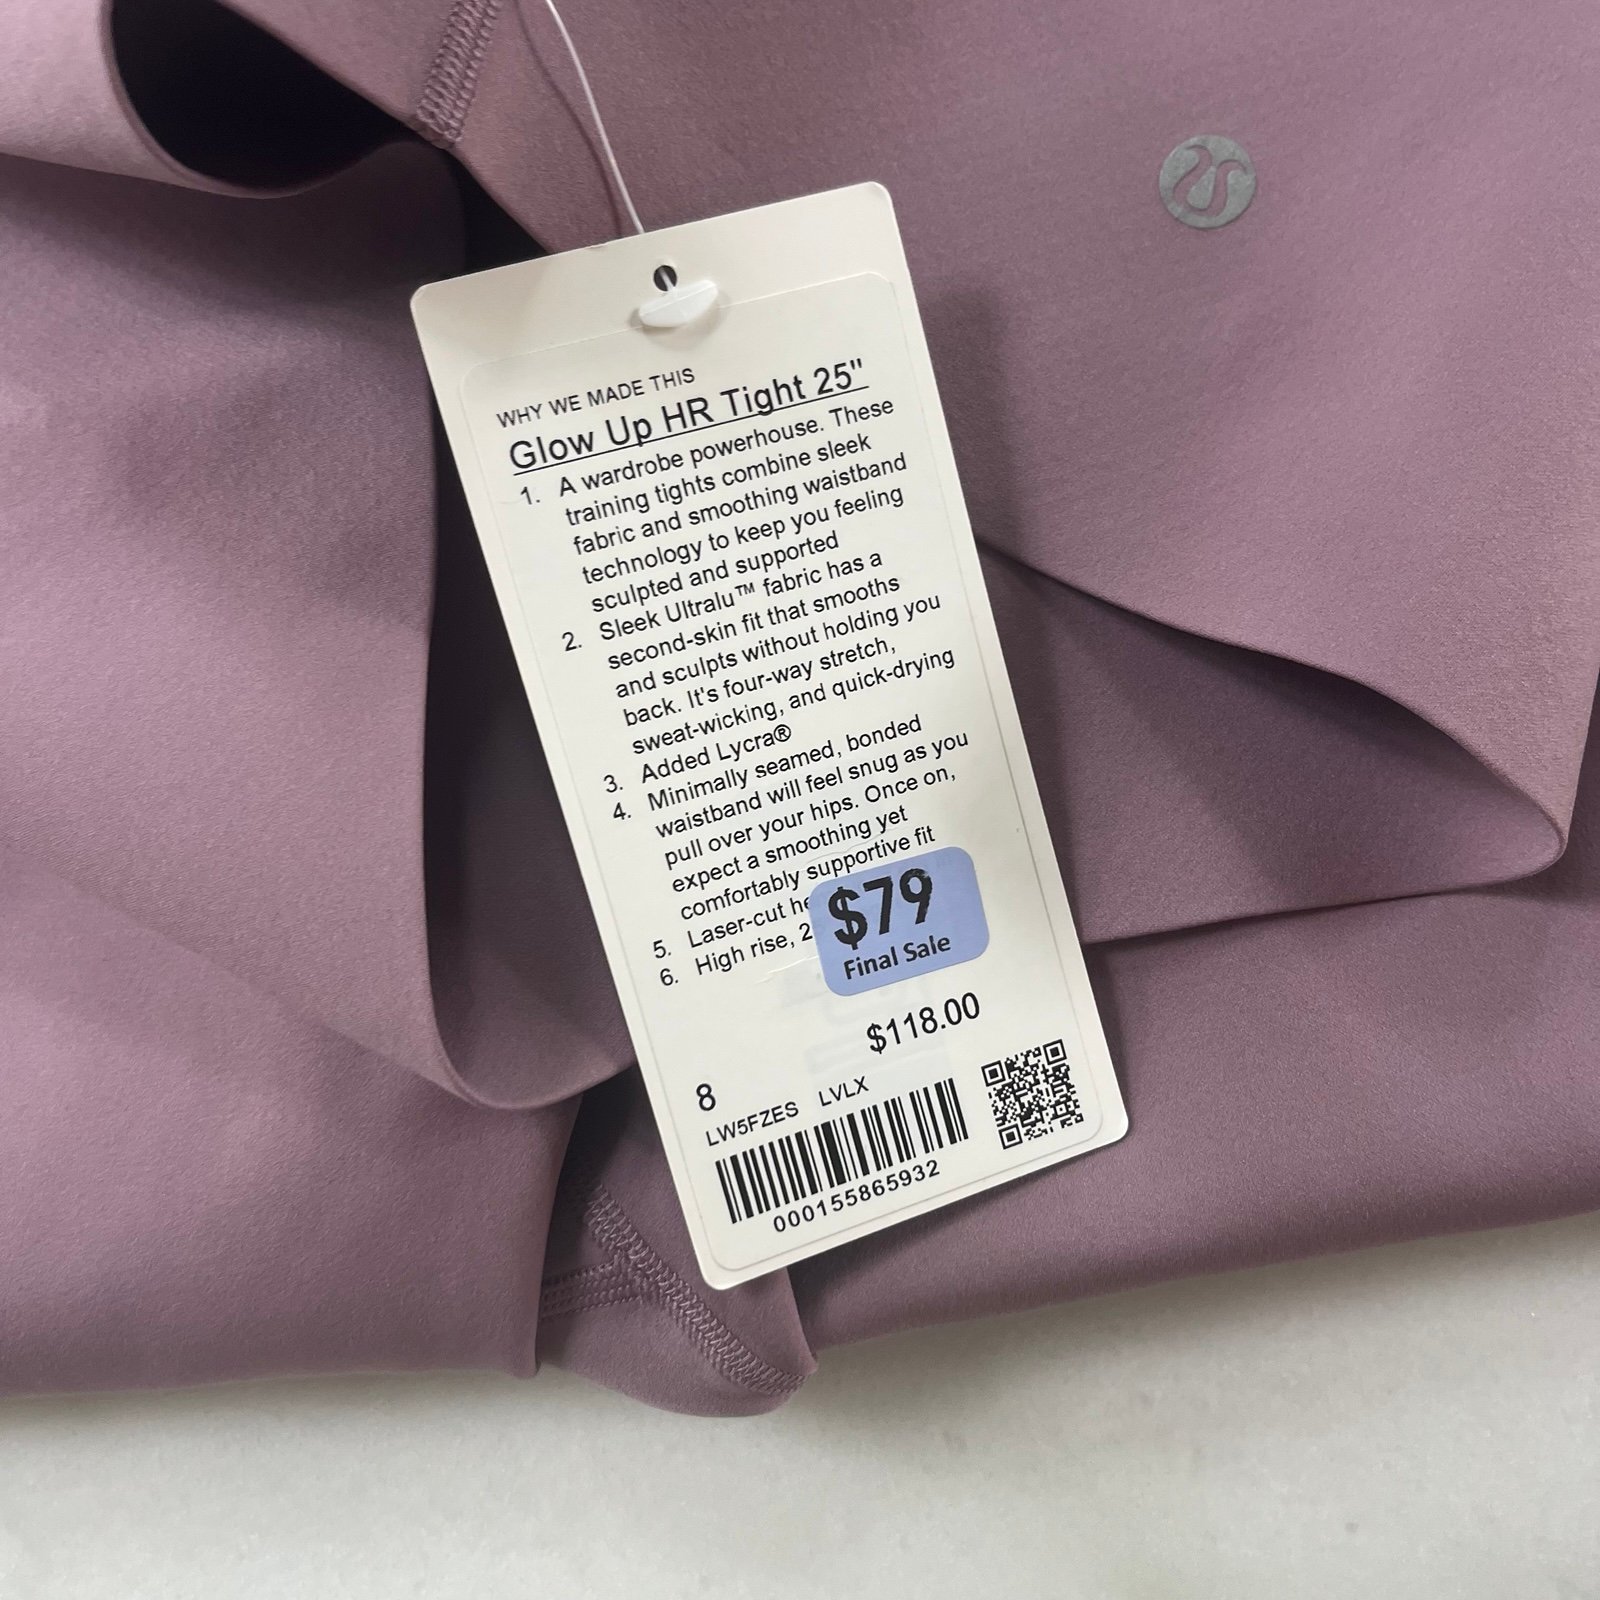 WHY WE MADE THIS
Glow Up HR Tight 25"
1. A wardrobe powerhouse. These
training tights combine sleek
fabric and smoothing waistband
technology to keep you feeling
sculpted and supported
2. Sleek Ultralu™ fabric has a
second-skin fit that smooths
and sculpts without holding you
back. It's four-way stretch,
sweat-wicking, and quick-drying
3. Added Lycra®
4. Minimally seamed, bonded
waistband will feel snug as you
pull over your hips. Once on,
expect a smoothing yet
comfortably supportive fit
5. Laser-cut
6. High rise,
$79
Final Sale
$118.00
8
LW5FZES LVLX
000155865932